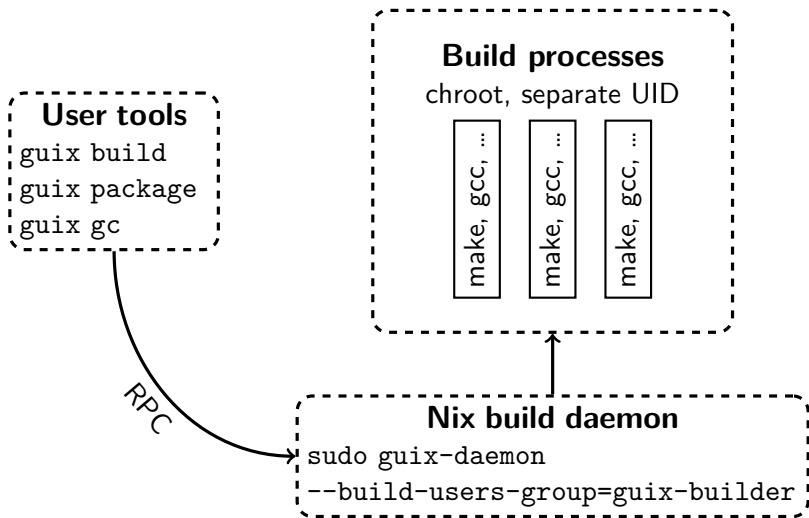 Build processes
chroot, separate UID
make, gcc, ...
make, gcc, ...
make, gcc, ...
User tools
guix build
guix package
guix gc
RPC
Nix build daemon
sudo guix-daemon
--build-users-group=guix-builder